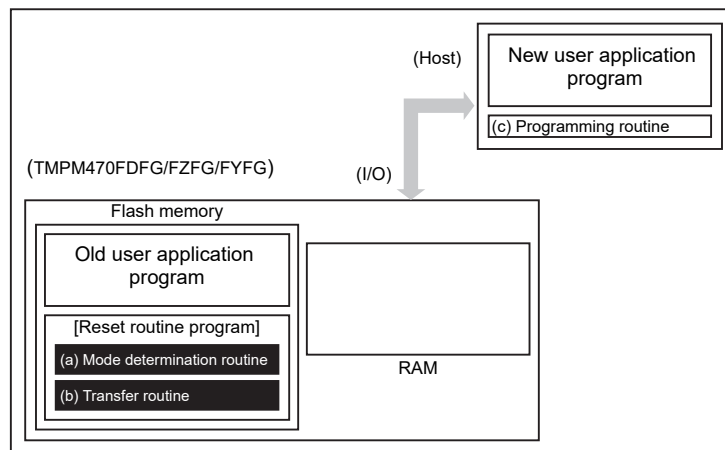 (Host)
New user application
program
(c) Programming routine
(TMPM470FDFG/FZFG/FYFG)
(I/O)
Flash memory
Old user application
program
[Reset routine program]
(a) Mode determination routine
(b) Transfer routine
RAM